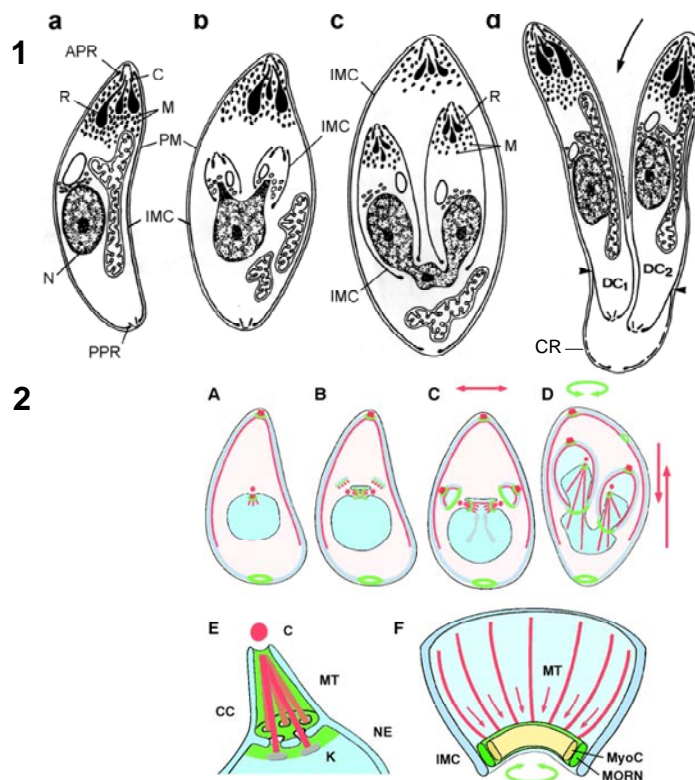 1
a b c d
APR C
R M
PM
IMC
N
PPR
IMC
IMC
R
M
IMC
DC1 DC2
CR
2
A B C D
E C
MT
CC
NE
K
F
MT
IMC
MyoC
MORN